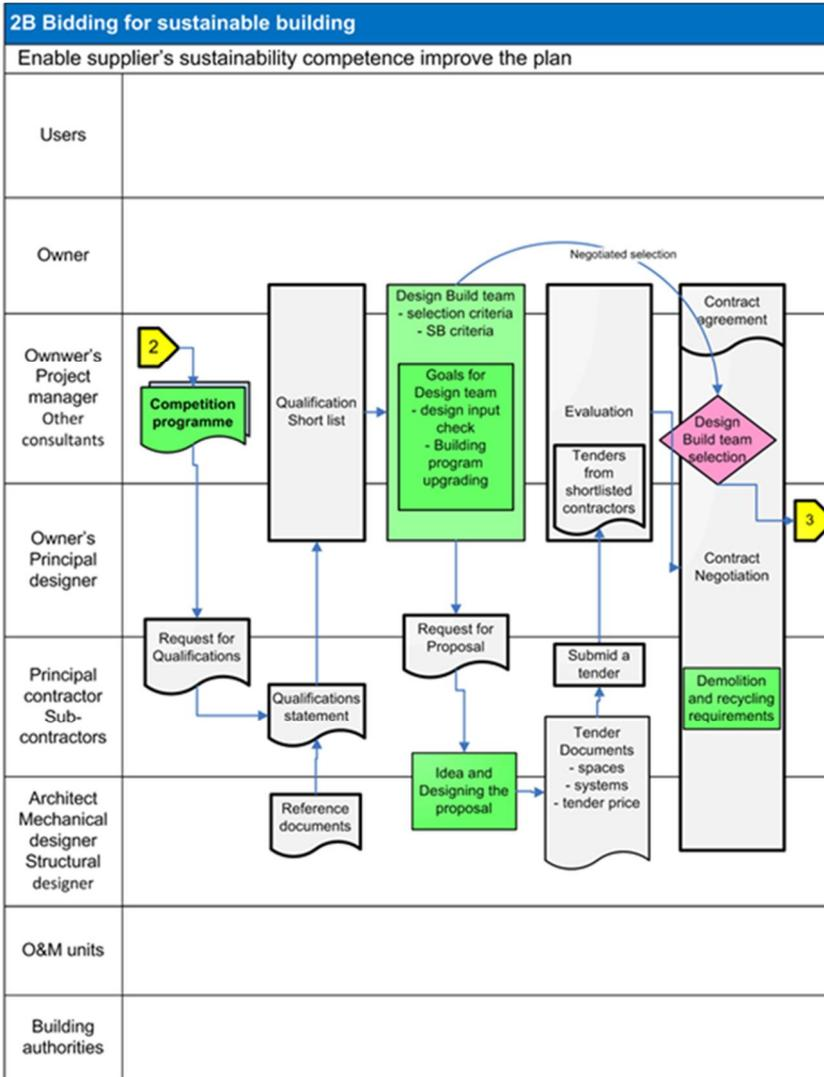 2B Bidding for sustainable building
Enable supplier's sustainability competence improve the plan
Users
Owner
Negotiated selection
Ownwer's
Project
manager
Other
consultants
2
Competition
programme
Qualification
Short list
Design Build team
- selection criteria
- SB criteria
Goals for
Design team
- design input
check
- Building
program
upgrading
Evaluation
Tenders
from
shortlisted
contractors
Contract
agreement
Design
Build team
selection
3
Owner's
Principal
designer
Contract
Negotiation
Principal
contractor
Sub-
contractors
Request for
Qualifications
Qualifications
statement
Request for
Proposal
Submid a
tender
Demolition
and recycling
requirements
Architect
Mechanical
designer
Structural
designer
Reference
documents
Idea and
Designing the
proposal
Tender
Documents
- spaces
- systems
- tender price
O&M units
Building
authorities